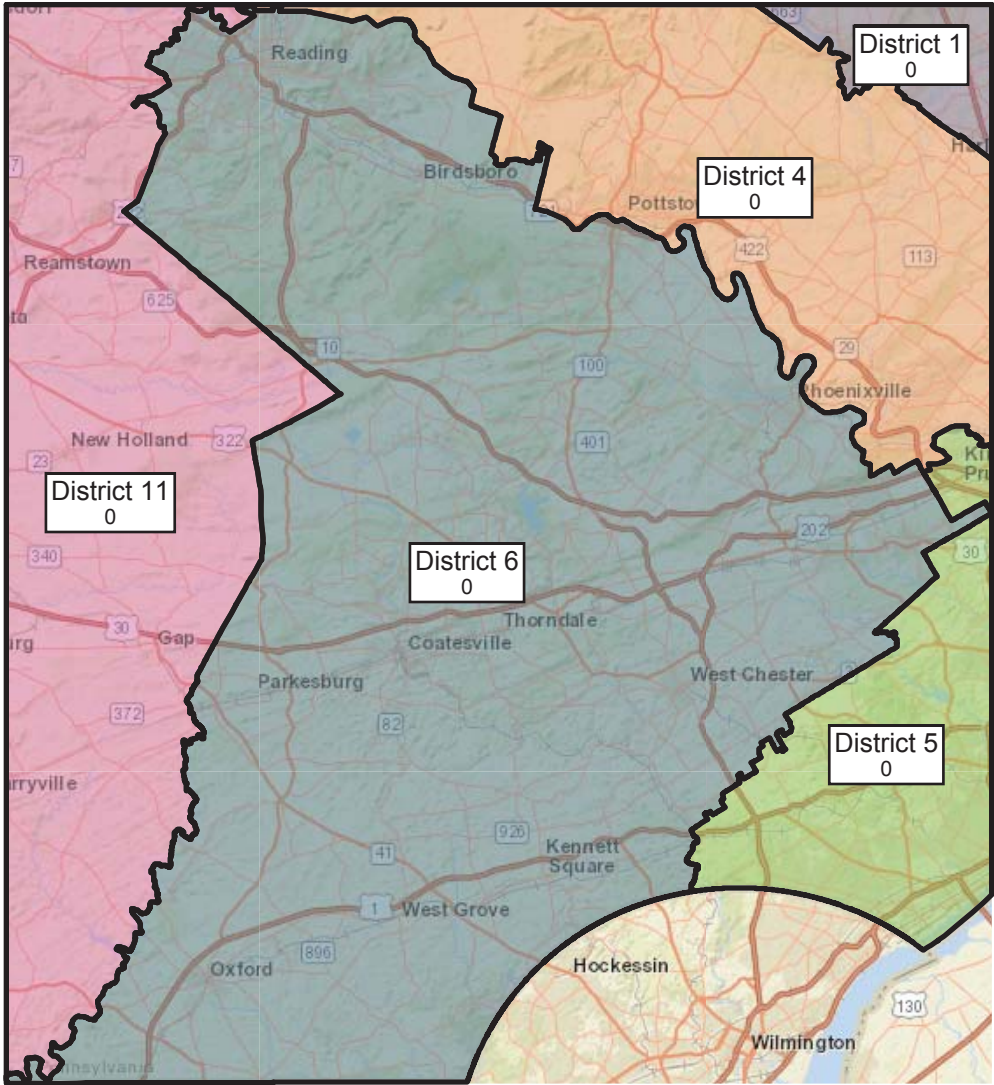 Reading
District 1
0
Birdsboro
District 4
0
422
113
Reamstown
625
10
29
100
Phoenixville
New Holland
322
401
23
District 11
0
202
340
30
District 6
0
Thorndale
30
Gap
Coatesville
West Chester
Parkesburg
372
82
District 5
0
926
41
Kennett
Square
1
West Grove
896
Oxford
Hockessin
130
Wilmington